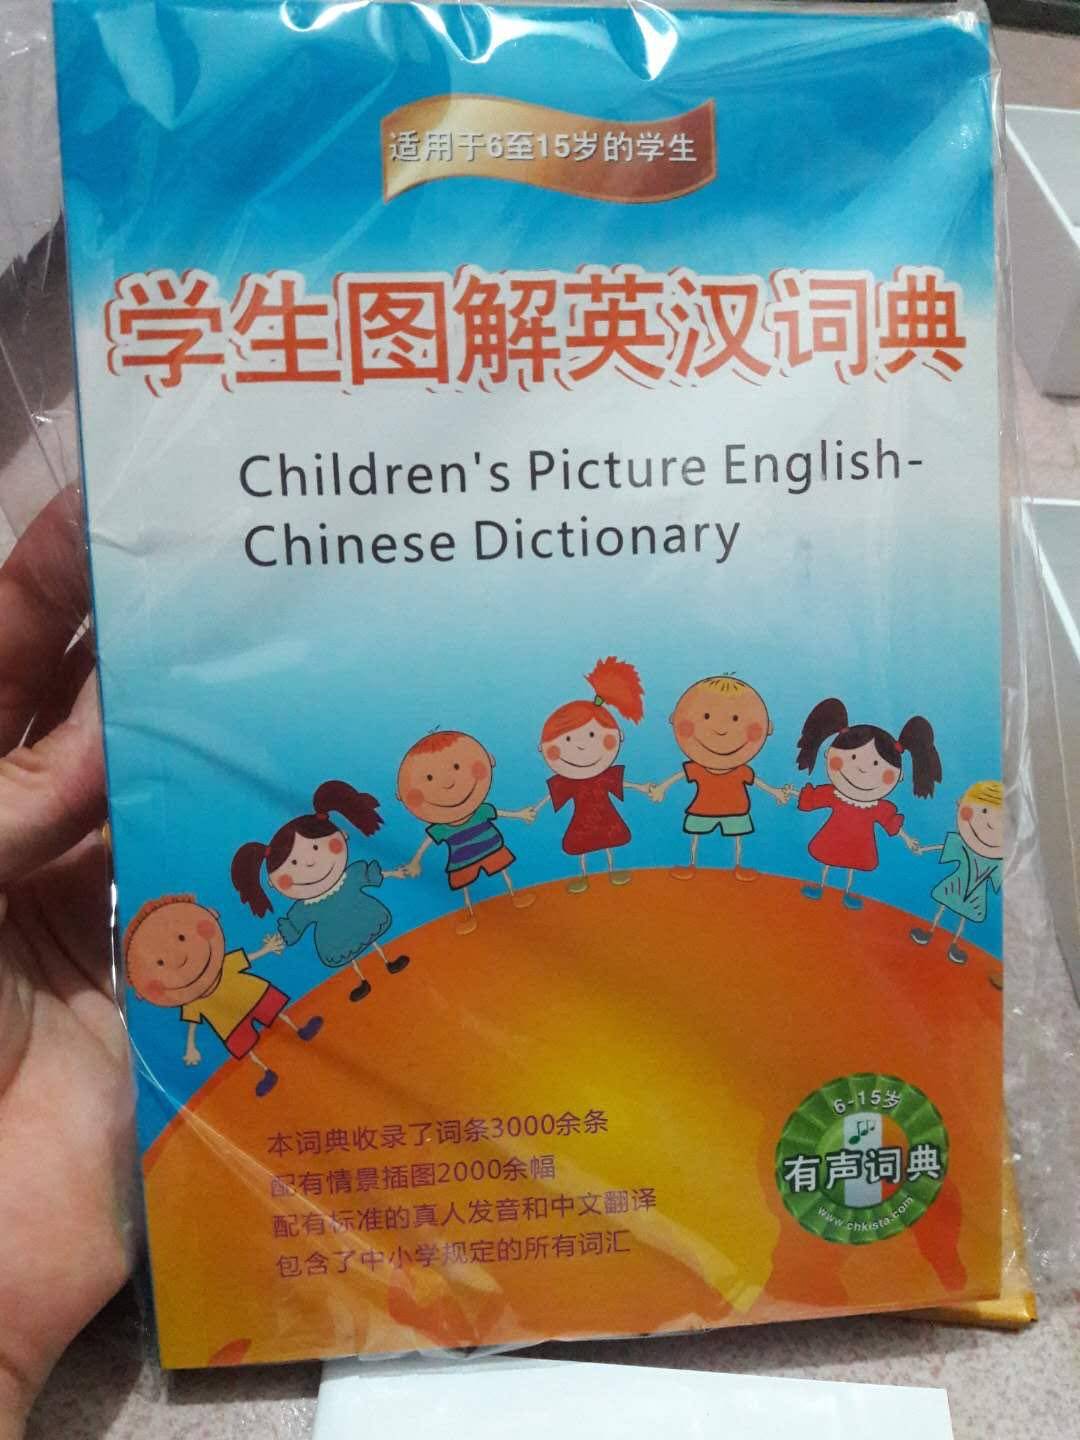 适用于6至15岁的学生
学生图解英汉词典
Children's Picture English-
Chinese Dictionary
本词典收录了词条3000余条
配有情景插图2000余幅
配有标准的真人发音和中文翻译
包含了中小学规定的所有词汇
6-15岁
有声词典
www.chkista.com